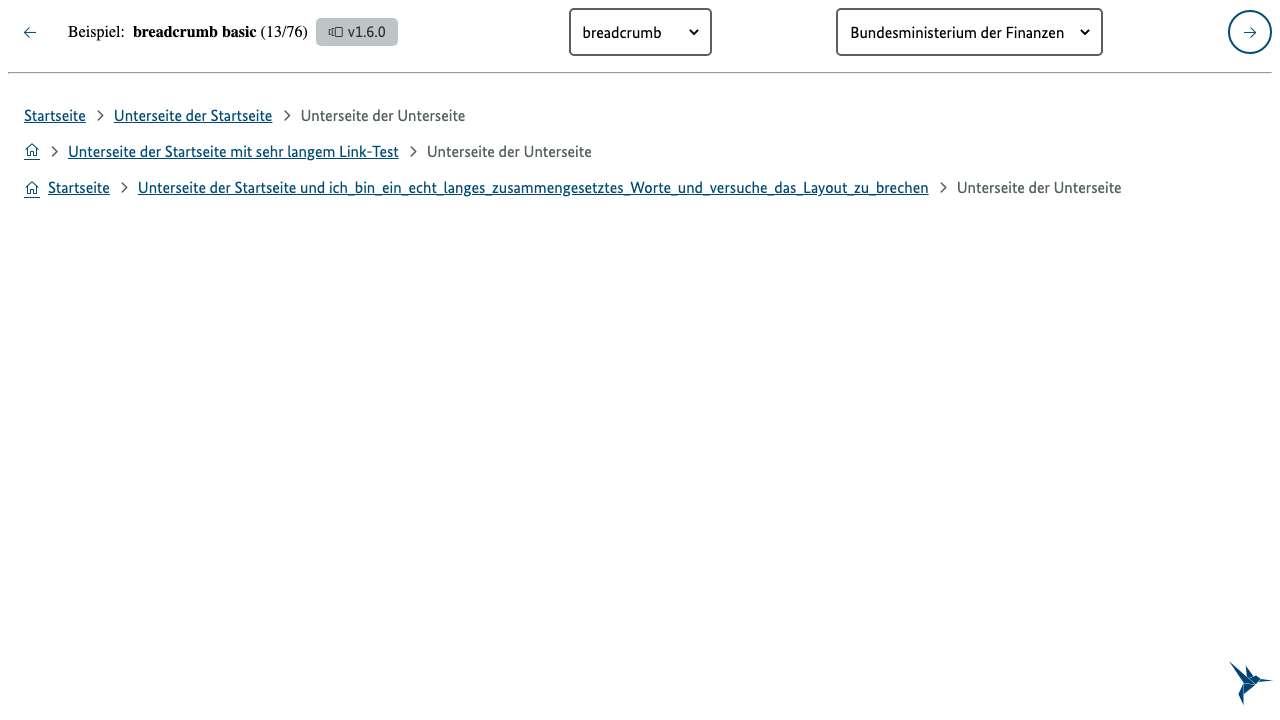 Beispiel: breadcrumb basic (13/76) v1.6.0 breadcrumb Bundesministerium der Finanzen
Startseite Unterseite der Startseite Unterseite der Unterseite
Unterseite der Startseite mit sehr langem Link-Test Unterseite der Unterseite
Startseite Unterseite der Startseite und ich_bin_ein_echt_langes_zusammengesetztes_Worte_und_versuche_das_Layout_zu_brechen Unterseite der Unterseite